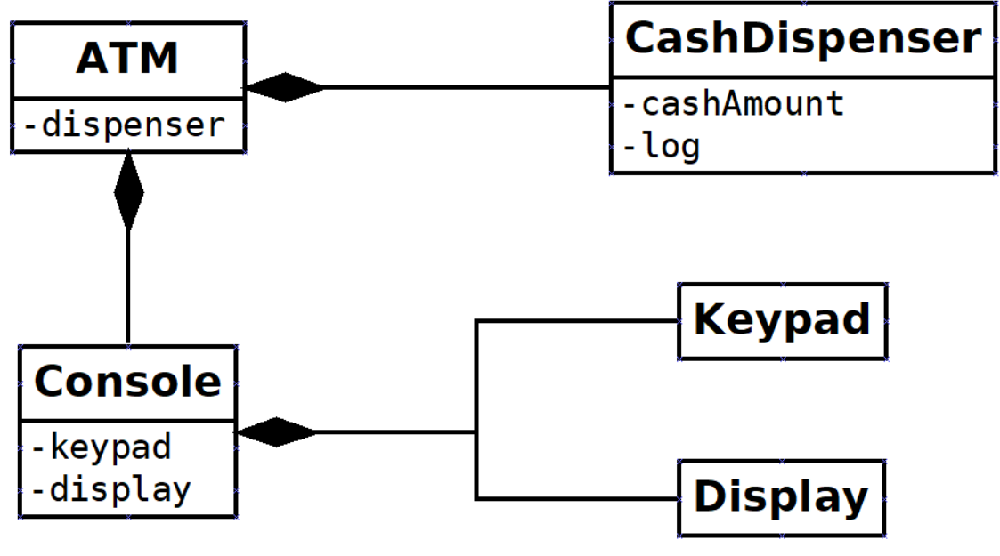 ATM
-dispenser
CashDispenser
-cashAmount
-log
Keypad
Console
-keypad
-display
Display